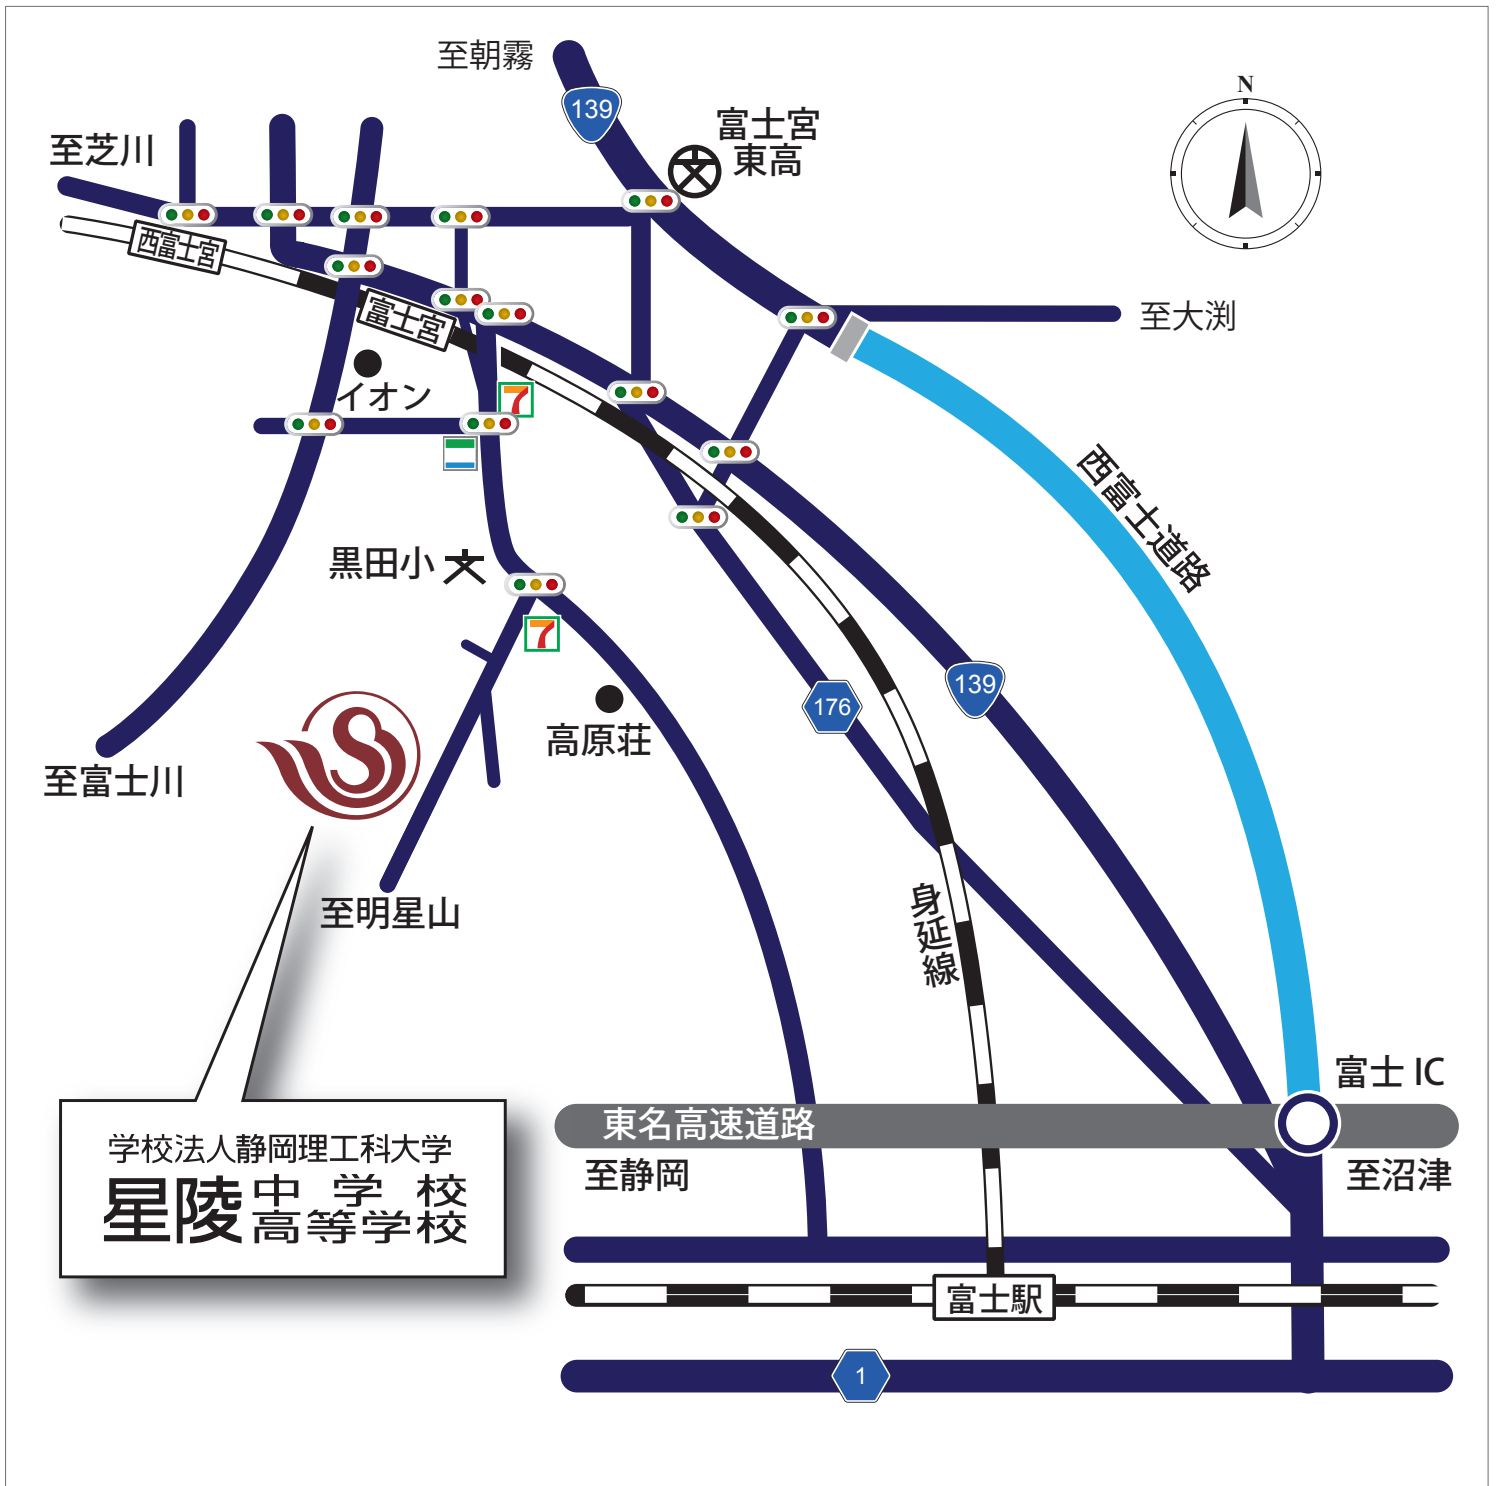 至朝霧
139
N
富士宮
東高
至芝川
西富士宮
富士宮
至大渕
イオン
7
西富士道路
黒田小
7
139
176
高原荘
至富士川
身延線
至明星山
富士 IC
東名高速道路
至静岡
至沼津
学校法人静岡理工科大学
星陵 中学校
高等学校
富士駅
1